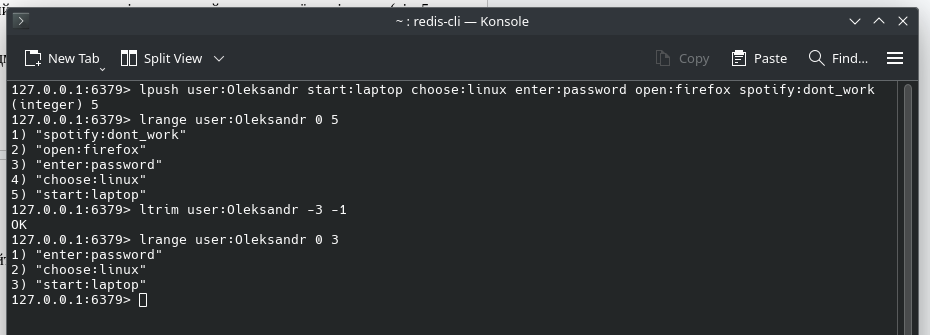 ~ : redis-cli — Konsole
New Tab Split View Copy Paste Find...
127.0.0.1:6379> lpush user:Oleksandr start:laptop choose:linux enter:password open:firefox spotify:dont_work
(integer) 5
127.0.0.1:6379> lrange user:Oleksandr 0 5
1) "spotify:dont_work"
2) "open:firefox"
3) "enter:password"
4) "choose:linux"
5) "start:laptop"
127.0.0.1:6379> ltrim user:Oleksandr -3 -1
OK
127.0.0.1:6379> lrange user:Oleksandr 0 3
1) "enter:password"
2) "choose:linux"
3) "start:laptop"
127.0.0.1:6379>